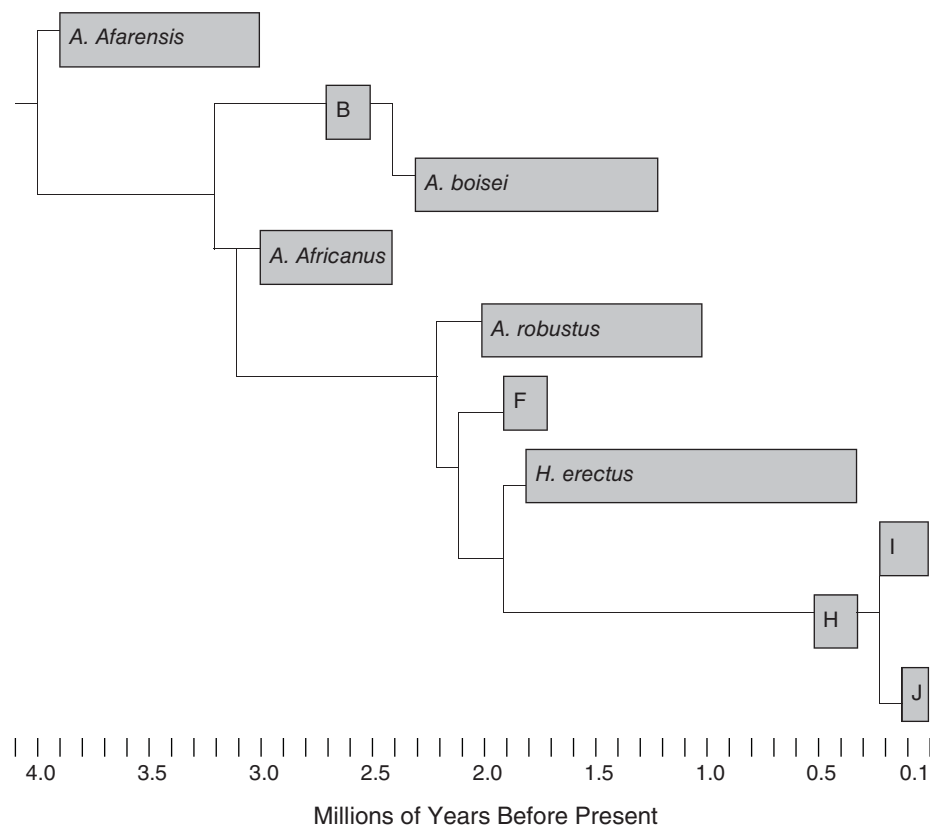 A. Afarensis
B
A. boisei
A. Africanus
A. robustus
F
H. erectus
I
H
J
4.0 3.5 3.0 2.5 2.0 1.5 1.0 0.5 0.1
Millions of Years Before Present